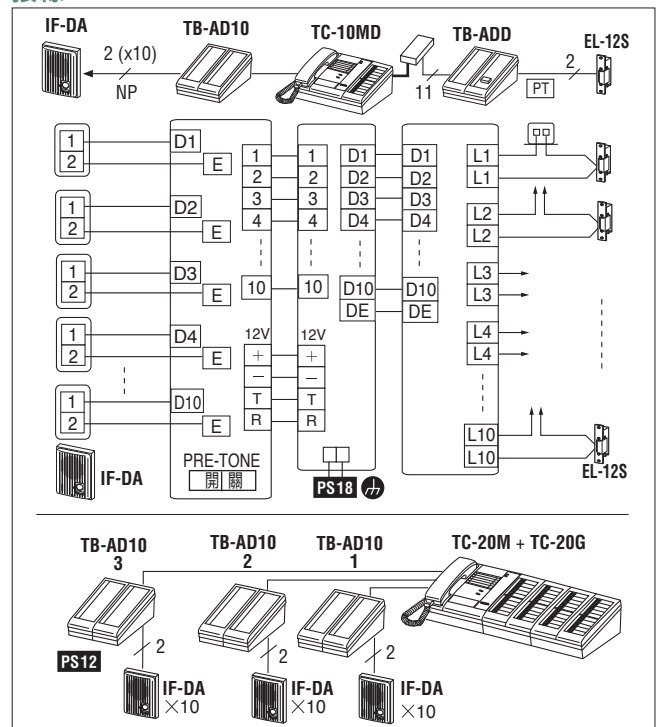 IF-DA TB-AD10 TC-10MD TB-ADD EL-12S
2 (x10) NP 11 PT 2
1 D1 1 1 D1 D1 L1
2 E 2 2 D2 D2 L1
3 3 D3 D3
1 D2 4 4 D4 D4 L2
2 E L2
1 D3 10 10 D10 D10 L3
2 E DE DE L3
1 D4 12V 12V L4
2 E + + L4
− −
1 D10 T T
2 E R R L10
PRE-TONE L10
IF-DA 開 關 PS18 EL-12S
TB-AD10 TB-AD10 TB-AD10 TC-20M + TC-20G
3 2 1
PS12 2 2 2
IF-DA IF-DA IF-DA
×10 ×10 ×10